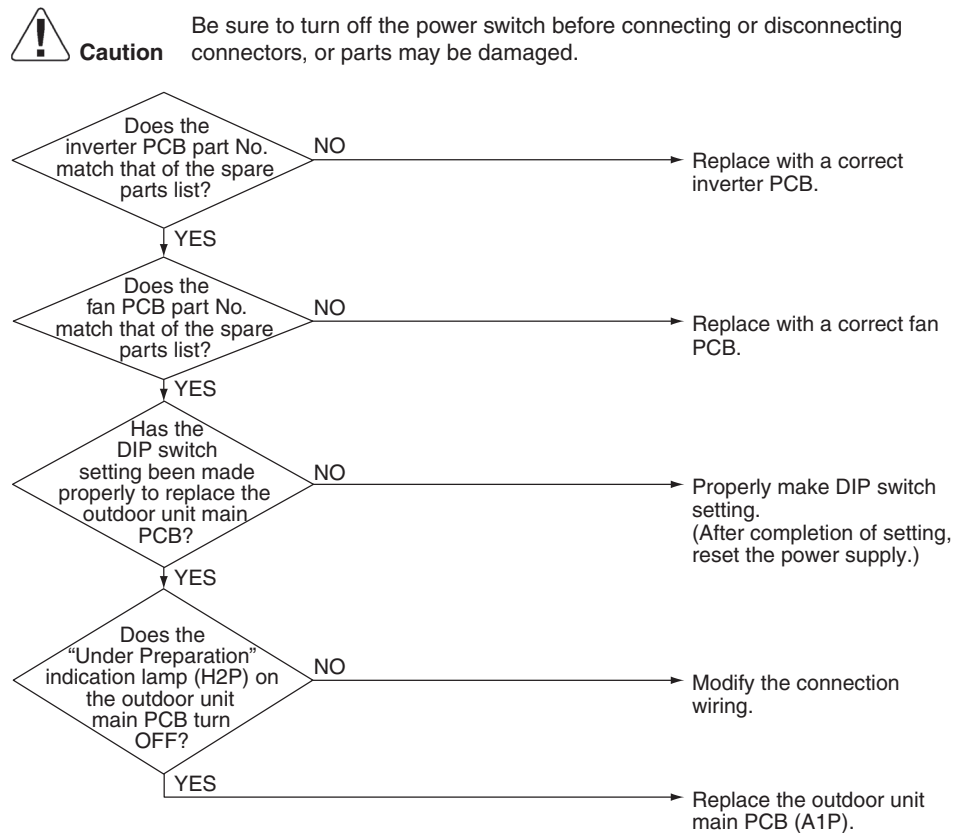 Be sure to turn off the power switch before connecting or disconnecting
Caution connectors, or parts may be damaged.
Does the
inverter PCB part No.
match that of the spare
parts list?
NO
Replace with a correct
inverter PCB.
YES
Does the
fan PCB part No.
match that of the spare
parts list?
NO
Replace with a correct fan
PCB.
YES
Has the
DIP switch
setting been made
properly to replace the
outdoor unit main
PCB?
NO
Properly make DIP switch
setting.
(After completion of setting,
reset the power supply.)
YES
Does the
“Under Preparation”
indication lamp (H2P) on
the outdoor unit
main PCB turn
OFF?
NO
Modify the connection
wiring.
YES
Replace the outdoor unit
main PCB (A1P).